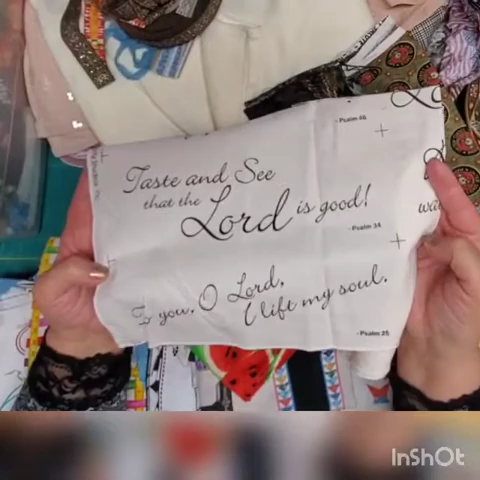 - Psalm 46
Taste and See
that the
Lord is good!
- Psalm 34
To you, O Lord,
I lift my soul.
- Psalm 25
InShOt